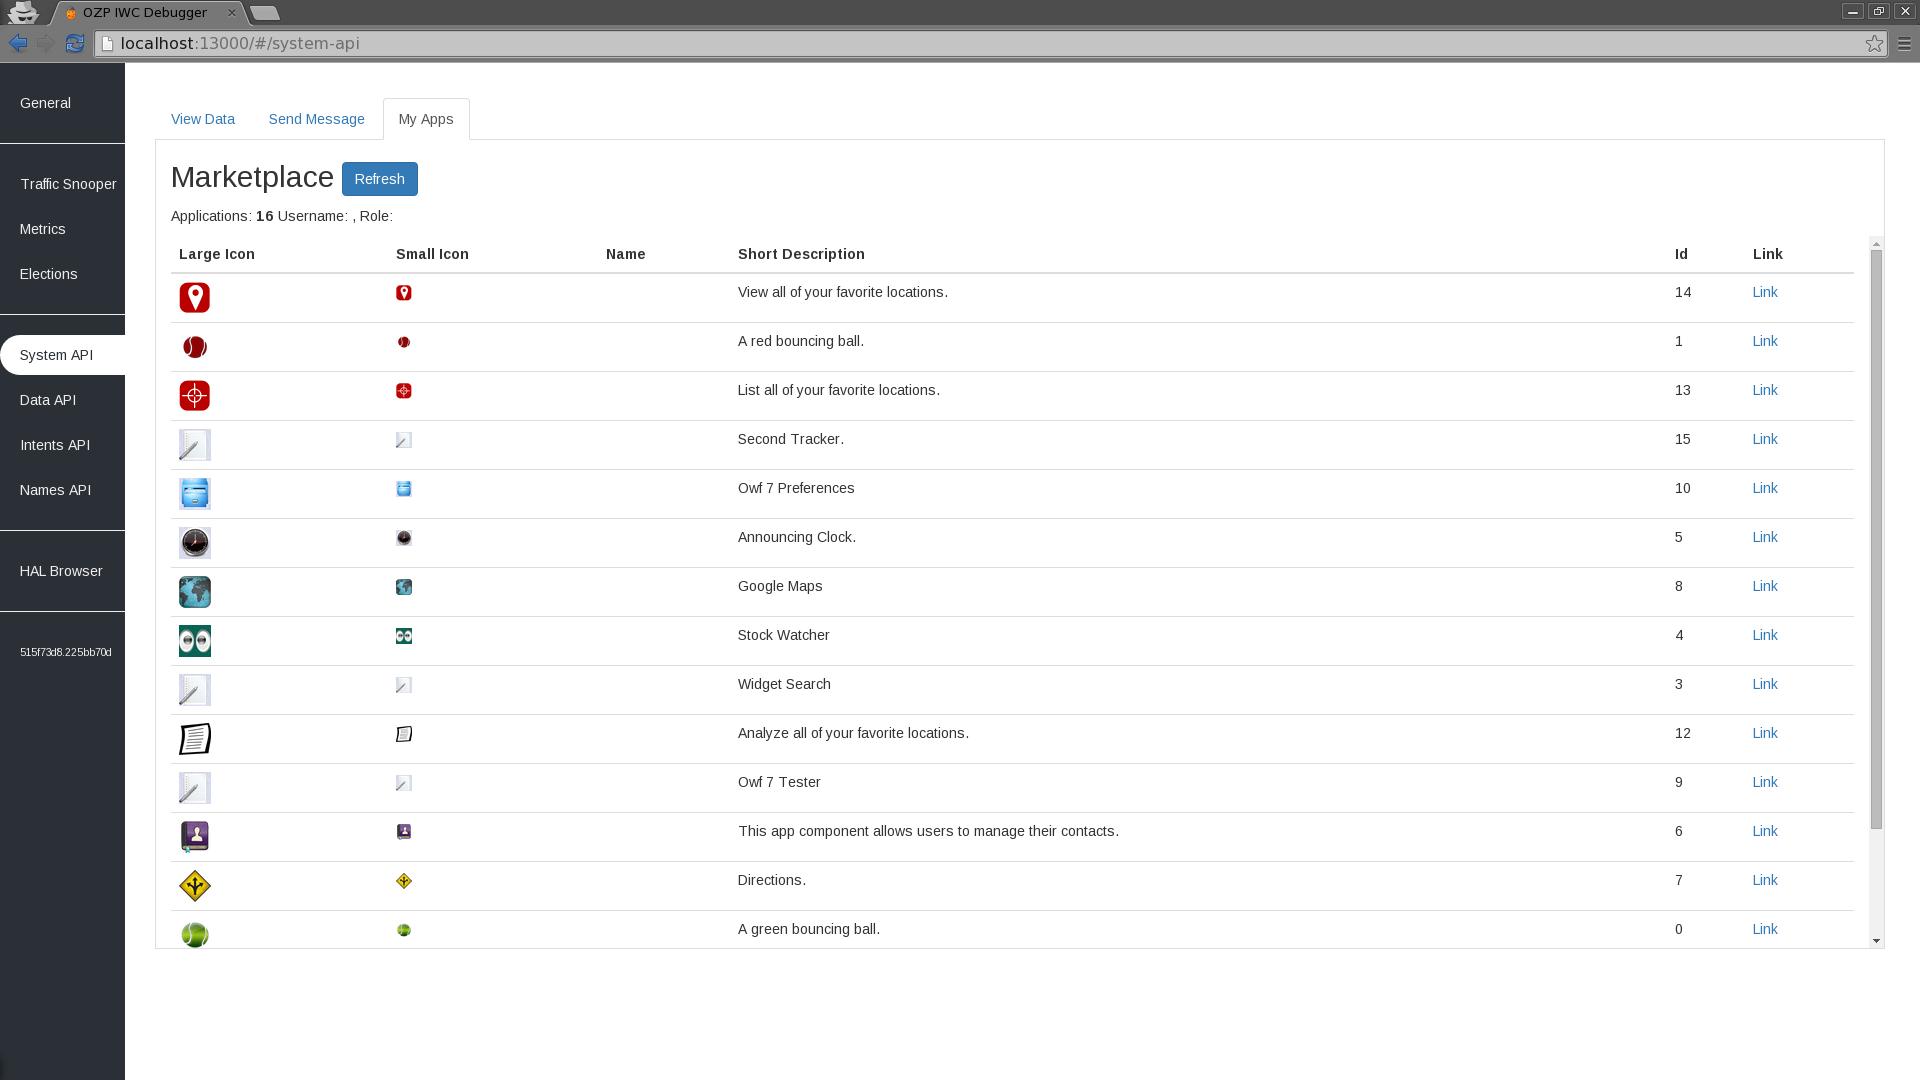 OZP IWC Debugger
localhost:13000/#/system-api
General
Traffic Snooper
Metrics
Elections
System API
Data API
Intents API
Names API
HAL Browser
515f73d8.225bb70d
View Data Send Message My Apps
Marketplace Refresh
Applications: 16 Username: , Role:
Large Icon Small Icon Name Short Description Id Link
View all of your favorite locations. 14 Link
A red bouncing ball. 1 Link
List all of your favorite locations. 13 Link
Second Tracker. 15 Link
Owf 7 Preferences 10 Link
Announcing Clock. 5 Link
Google Maps 8 Link
Stock Watcher 4 Link
Widget Search 3 Link
Analyze all of your favorite locations. 12 Link
Owf 7 Tester 9 Link
This app component allows users to manage their contacts. 6 Link
Directions. 7 Link
A green bouncing ball. 0 Link